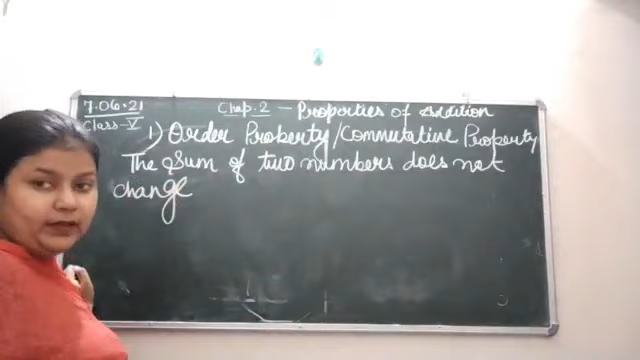 7.06.21 Chap. 2 - Properties of Addition
Class-V
1) Order Property/Commutative Property
The Sum of two numbers does not
change